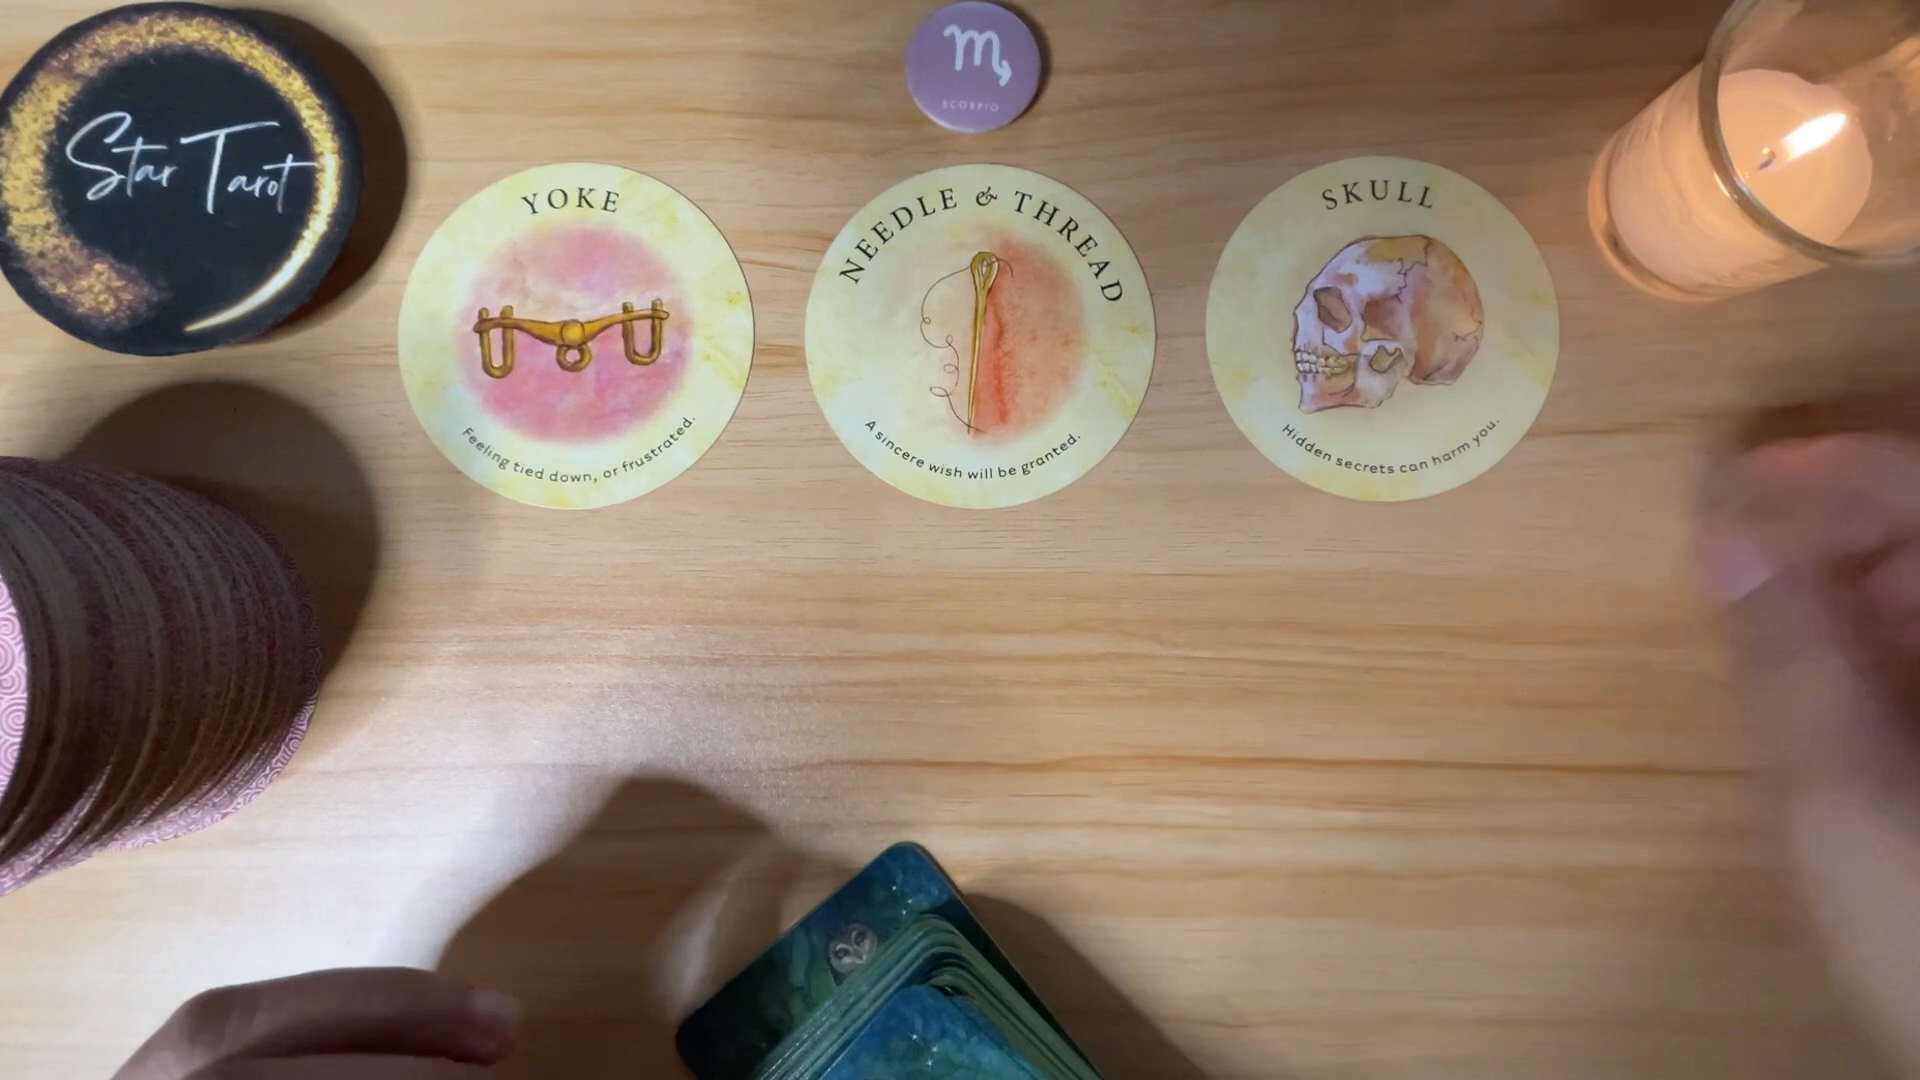 Star Tarot
SCORPIO
YOKE
Feeling tied down, or frustrated.
NEEDLE & THREAD
A sincere wish will be granted.
SKULL
Hidden secrets can harm you.